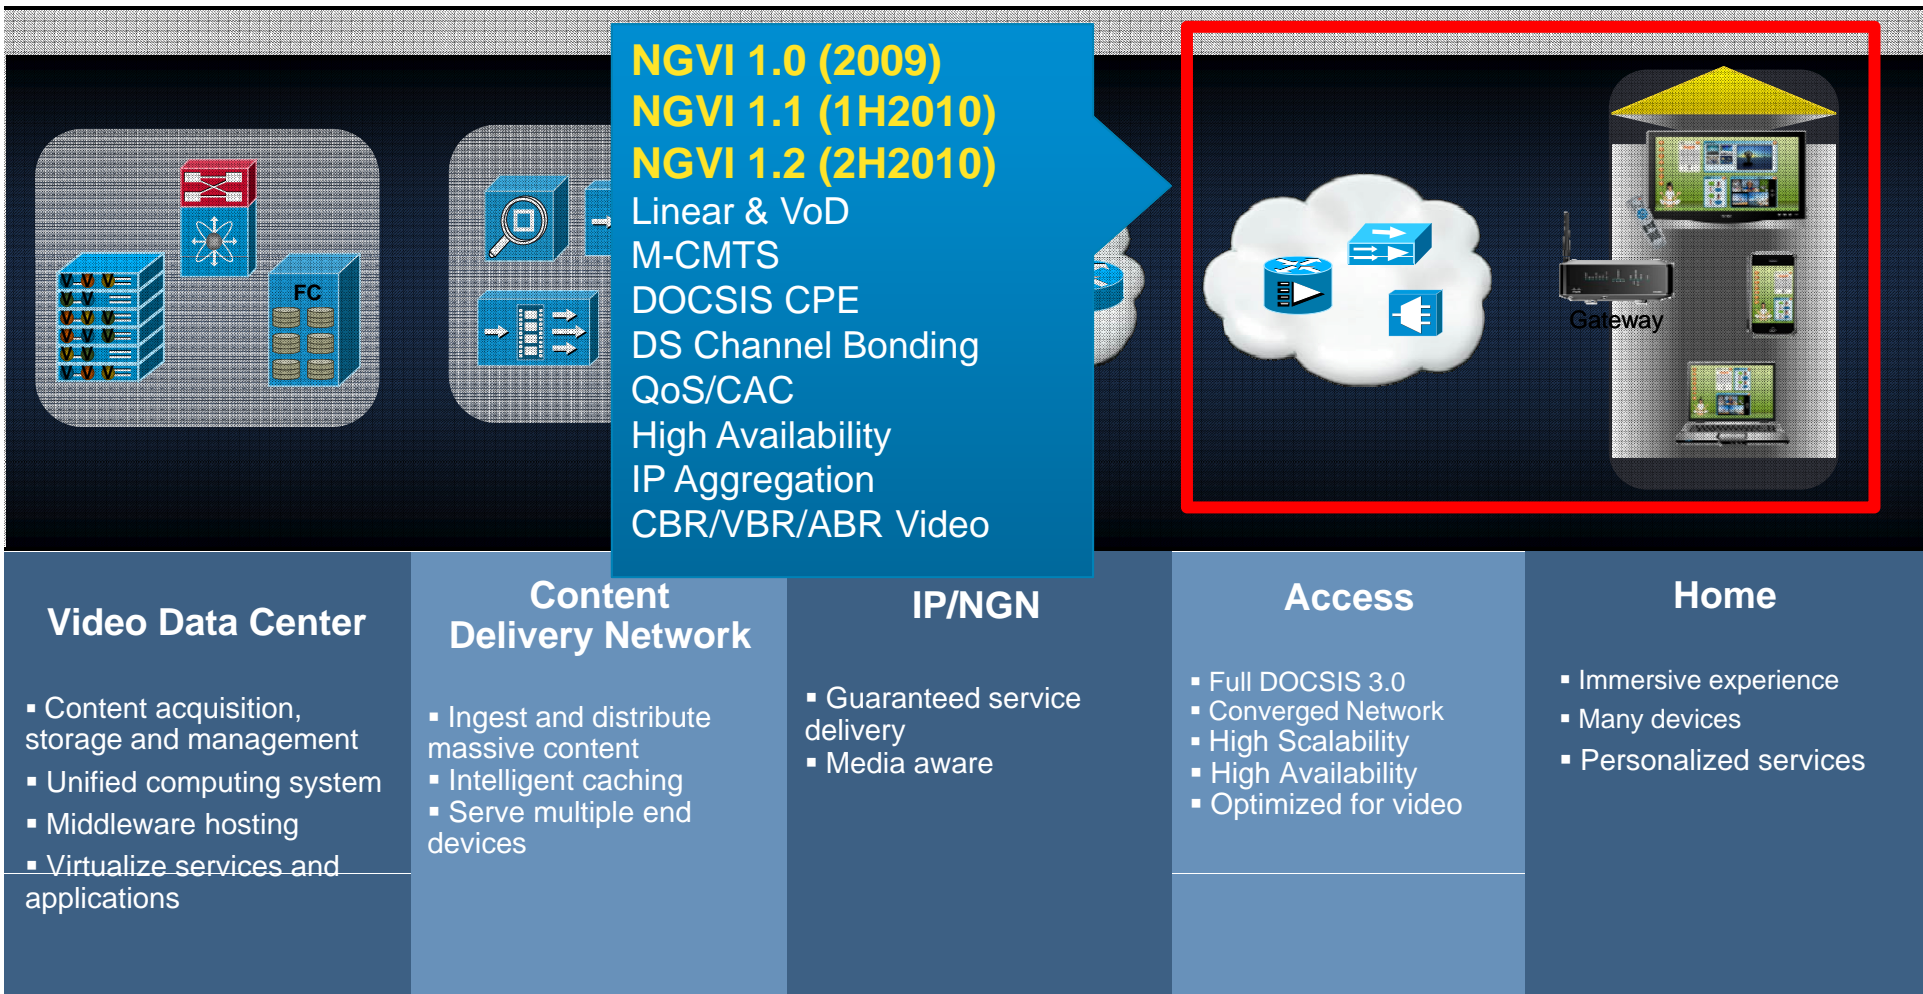 NGVI 1.0 (2009)
NGVI 1.1 (1H2010)
NGVI 1.2 (2H2010)
Linear & VoD
M-CMTS
DOCSIS CPE
DS Channel Bonding
QoS/CAC
High Availability
IP Aggregation
CBR/VBR/ABR Video
FC
Gateway
Video Data Center
▪ Content acquisition,
storage and management
▪ Unified computing system
▪ Middleware hosting
▪ Virtualize services and
applications
Content
Delivery Network
▪ Ingest and distribute
massive content
▪ Intelligent caching
▪ Serve multiple end
devices
IP/NGN
▪ Guaranteed service
delivery
▪ Media aware
Access
▪ Full DOCSIS 3.0
▪ Converged Network
▪ High Scalability
▪ High Availability
▪ Optimized for video
Home
▪ Immersive experience
▪ Many devices
▪ Personalized services